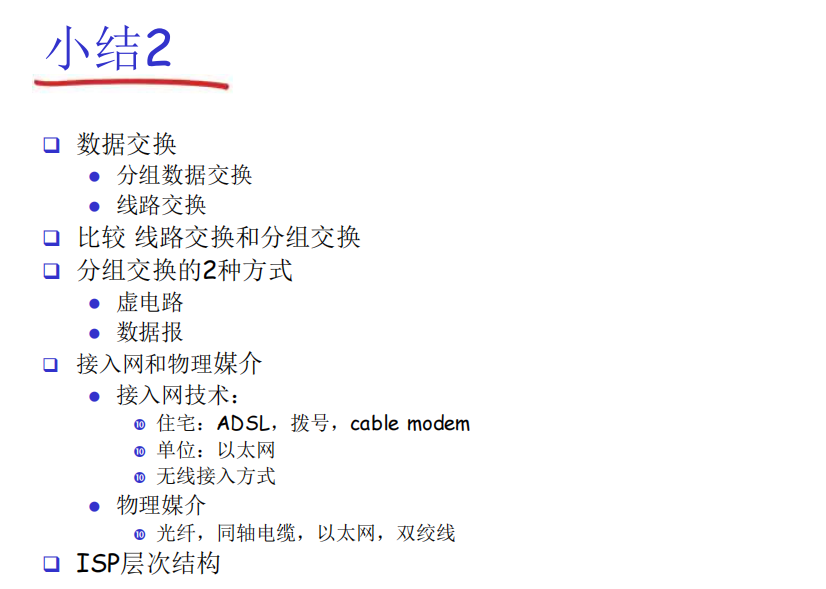 小结2
数据交换
分组数据交换
线路交换
比较 线路交换和分组交换
分组交换的2种方式
虚电路
数据报
接入网和物理媒介
接入网技术：
住宅：ADSL，拨号，cable modem
单位：以太网
无线接入方式
物理媒介
光纤，同轴电缆，以太网，双绞线
ISP层次结构